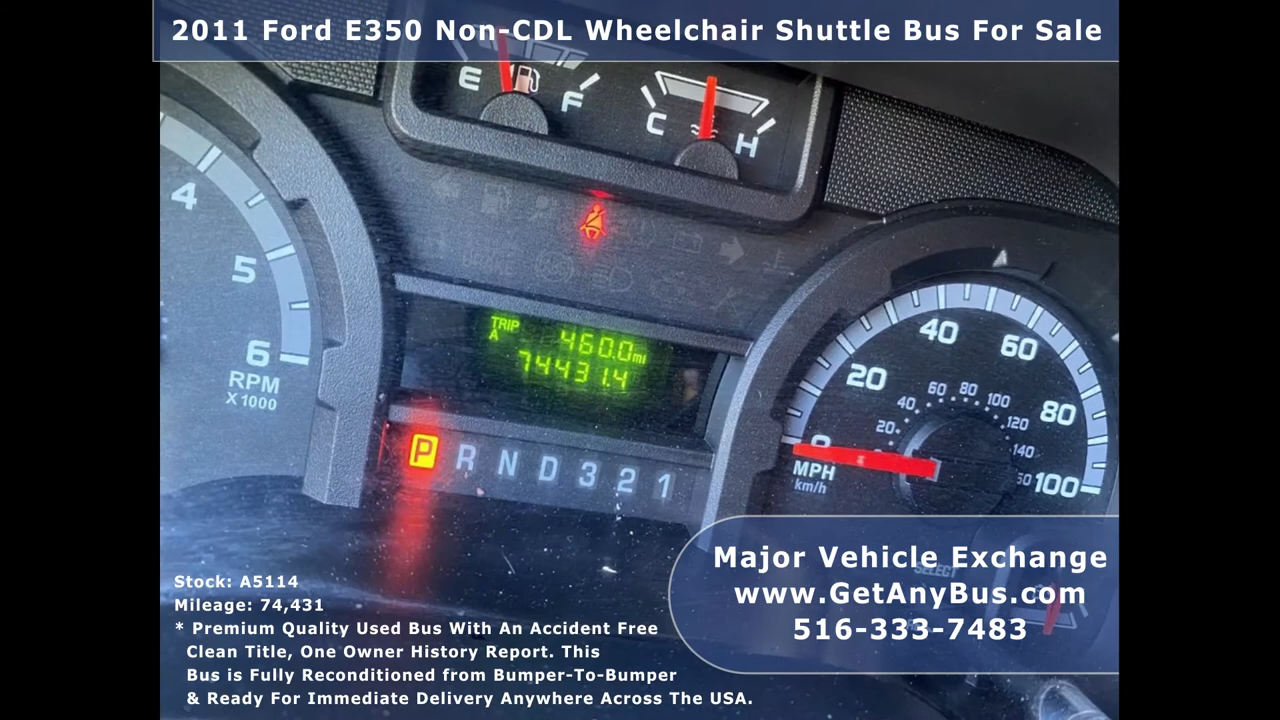 2011 Ford E350 Non-CDL Wheelchair Shuttle Bus For Sale
E F
C H
4
5
6
RPM
X1000
TRIP
A
460.0mi
74431.4
P R N D 3 2 1
0 20 40 60 80 100
20 40 60 80 100 120 140
MPH
km/h
SELECT
Major Vehicle Exchange
www.GetAnyBus.com
516-333-7483
Stock: A5114
Mileage: 74,431
* Premium Quality Used Bus With An Accident Free
Clean Title, One Owner History Report. This
Bus is Fully Reconditioned from Bumper-To-Bumper
& Ready For Immediate Delivery Anywhere Across The USA.